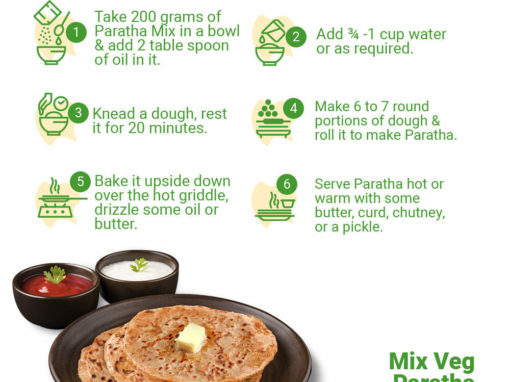 1
Take 200 grams of
Paratha Mix in a bowl
& add 2 table spoon
of oil in it.
2
Add ¾ -1 cup water
or as required.
3
Knead a dough, rest
it for 20 minutes.
4
Make 6 to 7 round
portions of dough &
roll it to make Paratha.
5
Bake it upside down
over the hot griddle,
drizzle some oil or
butter.
6
Serve Paratha hot or
warm with some
butter, curd, chutney,
or a pickle.
Mix Veg
Paratha